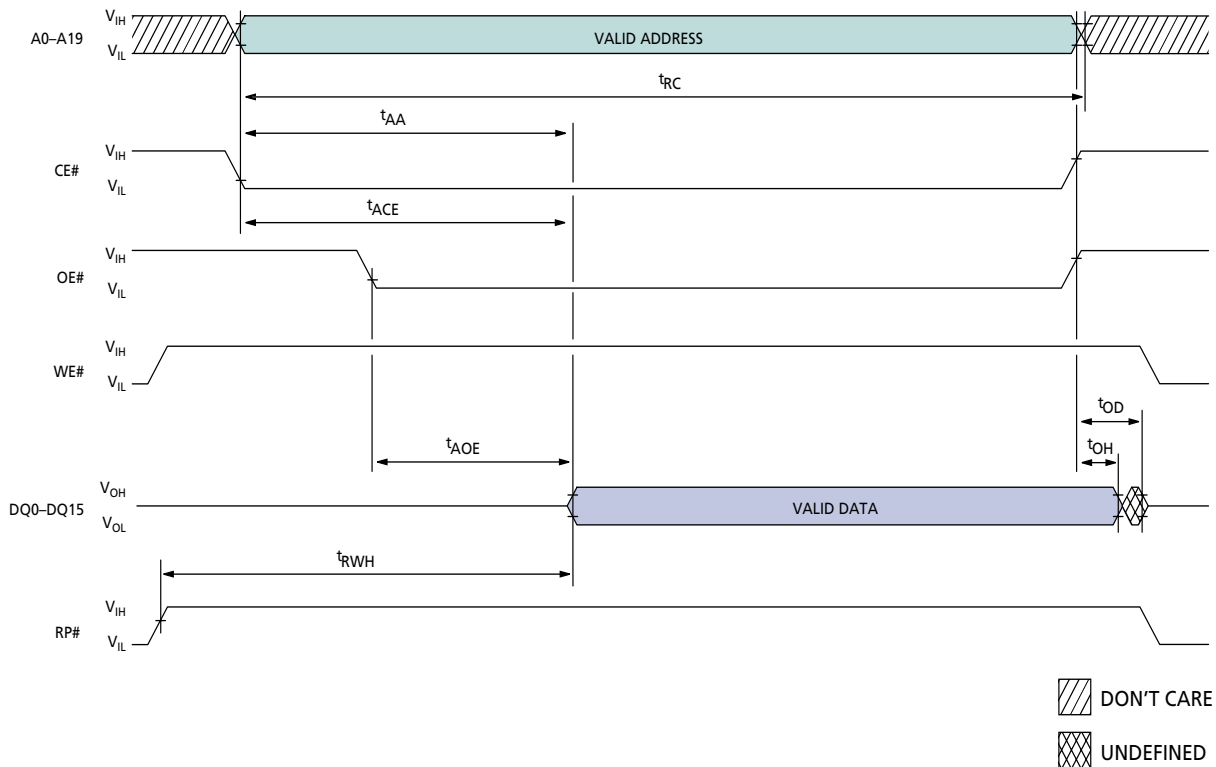 A0–A19 VIH VIL VALID ADDRESS
tRC
tAA
CE# VIH VIL
tACE
OE# VIH VIL
WE# VIH VIL
tOD
tAOE
tOH
DQ0–DQ15 VOH VOL VALID DATA
tRWH
RP# VIH VIL
DON'T CARE
UNDEFINED